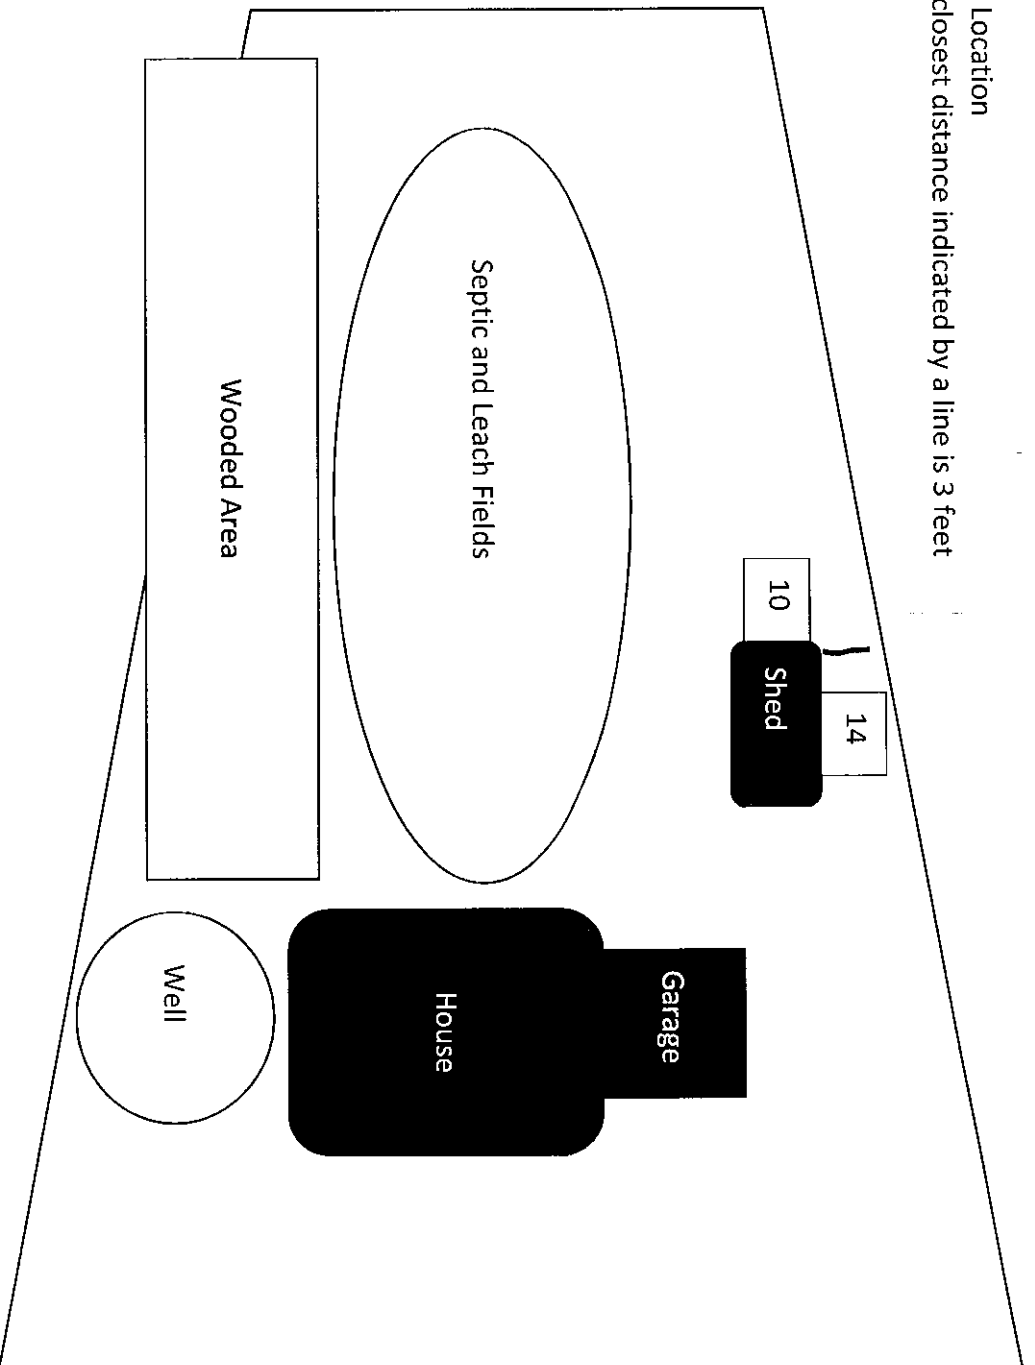 Location
closest distance indicated by a line is 3 feet
10
14
Shed
Septic and Leach Fields
Wooded Area
Garage
House
Well